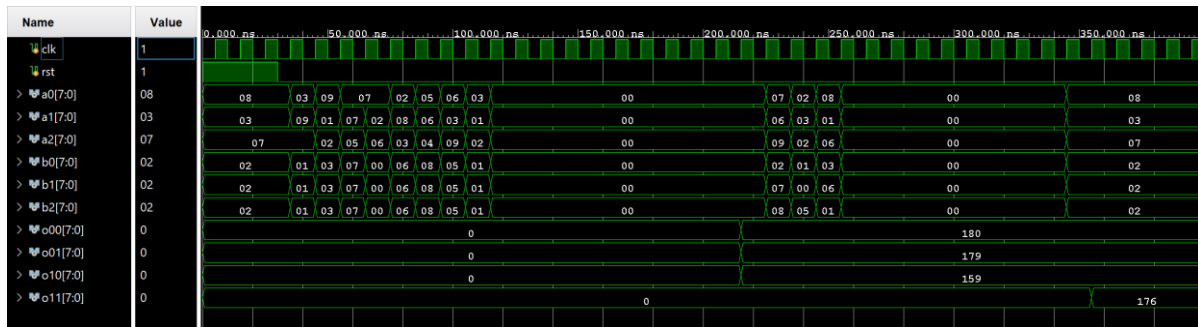 Name Value 0.000 ns 50.000 ns 100.000 ns 150.000 ns 200.000 ns 250.000 ns 300.000 ns 350.000 ns
clk 1
rst 1
a0[7:0] 08 08 03 09 07 02 05 06 03 00 07 02 08 00 08
a1[7:0] 03 03 09 01 07 02 08 06 03 01 00 06 03 01 00 03
a2[7:0] 07 07 02 05 06 03 04 09 02 00 09 02 06 00 07
b0[7:0] 02 02 01 03 07 00 06 08 05 01 00 02 01 03 00 02
b1[7:0] 02 02 01 03 07 00 06 08 05 01 00 07 00 06 00 02
b2[7:0] 02 02 01 03 07 00 06 08 05 01 00 08 05 01 00 02
o00[7:0] 0 0 180
o01[7:0] 0 0 179
o10[7:0] 0 0 159
o11[7:0] 0 0 176